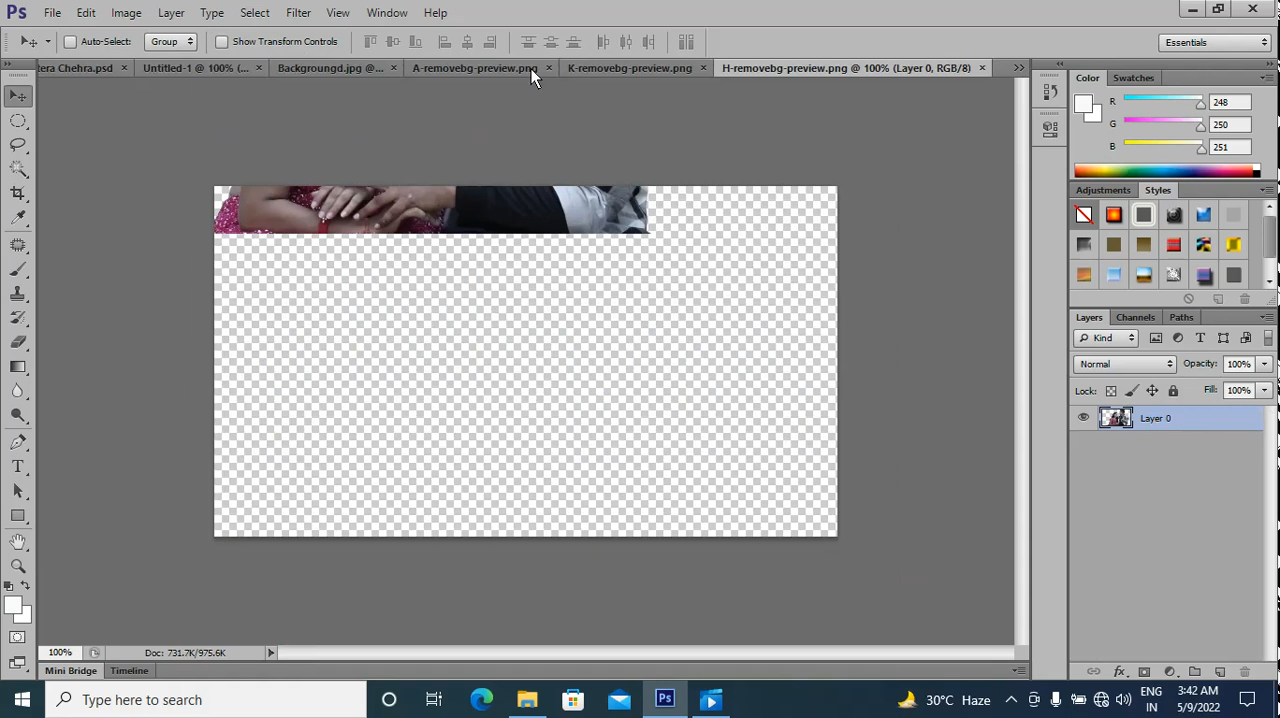 Ps File Edit Image Layer Type Select Filter View Window Help
Auto-Select: Group Show Transform Controls Essentials
tera Chehra.psd × Untitled-1 @ 100% (... × Backgroungd.jpg @... × A-removebg-preview.png × K-removebg-preview.png × H-removebg-preview.png @ 100% (Layer 0, RGB/8) ×
Color Swatches
R 248
G 250
B 251
Adjustments Styles
Layers Channels Paths
Kind
Normal Opacity: 100%
Lock: Fill: 100%
Layer 0
100% Doc: 731.7K/975.6K
Mini Bridge Timeline
Type here to search 30°C Haze ENG IN 3:42 AM 5/9/2022